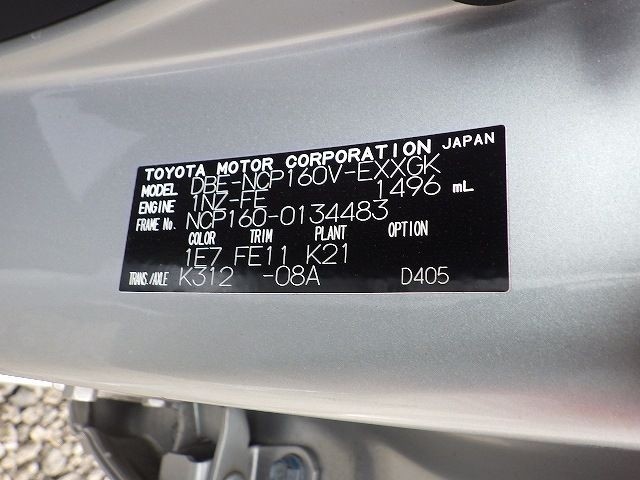 TOYOTA MOTOR CORPORATION JAPAN
MODEL DBE-NCP160V-EXXGK
ENGINE 1NZ-FE 1496 mL
FRAME No. NCP160-0134483
COLOR TRIM PLANT OPTION
1E7 FE11 K21
TRANS./AXLE K312 -08A D405